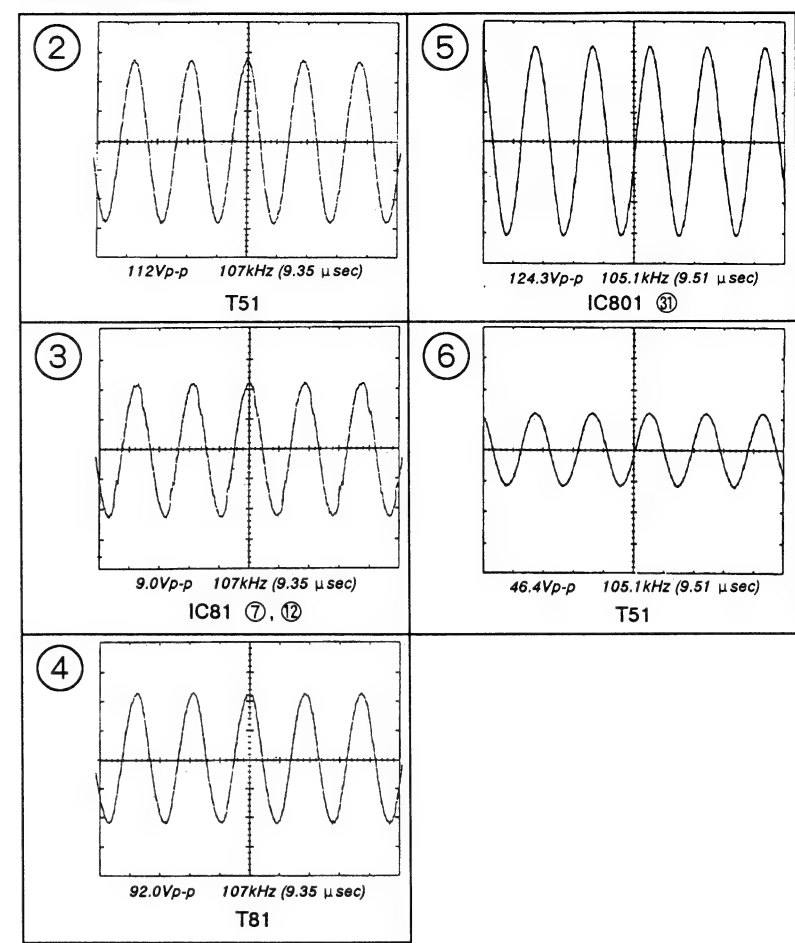 ②
112Vp-p 107kHz (9.35 μsec)
T51
③
9.0Vp-p 107kHz (9.35 μsec)
IC81 ⑦, ⑫
④
92.0Vp-p 107kHz (9.35 μsec)
T81
⑤
124.3Vp-p 105.1kHz (9.51 μsec)
IC801 ㉛
⑥
46.4Vp-p 105.1kHz (9.51 μsec)
T51